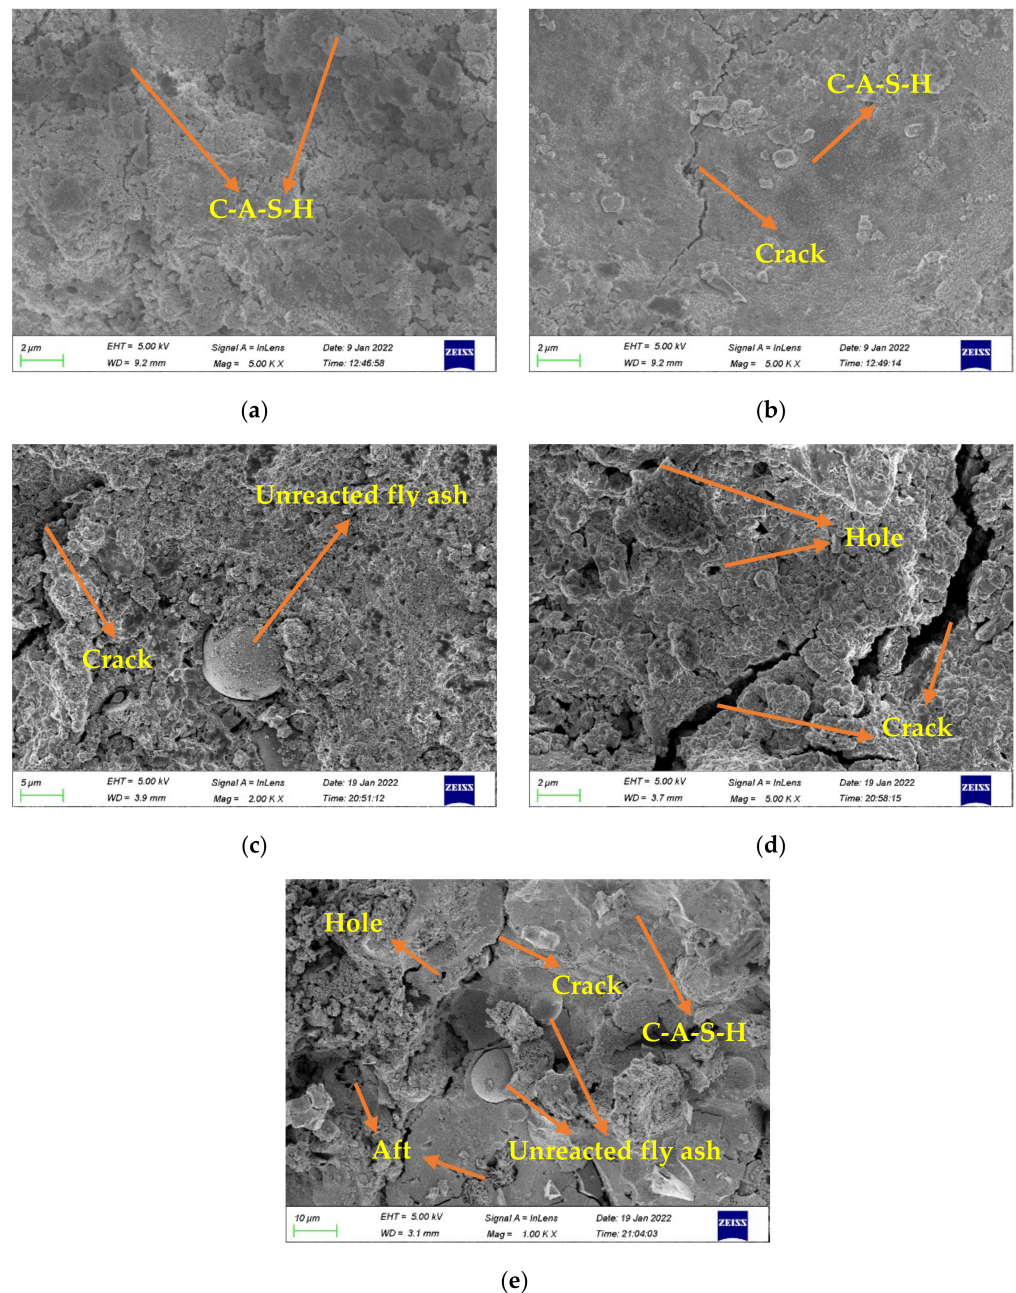 C-A-S-H
2 µm
EHT = 5.00 kV
WD = 9.2 mm
Signal A = InLens
Mag = 5.00 K X
Date: 9 Jan 2022
Time: 12:46:58
ZEISS
(a)
C-A-S-H
Crack
2 µm
EHT = 5.00 kV
WD = 9.2 mm
Signal A = InLens
Mag = 5.00 K X
Date: 9 Jan 2022
Time: 12:49:14
ZEISS
(b)
Unreacted fly ash
Crack
5 µm
EHT = 5.00 kV
WD = 3.9 mm
Signal A = InLens
Mag = 2.00 K X
Date: 19 Jan 2022
Time: 20:51:12
ZEISS
(c)
Hole
Crack
2 µm
EHT = 5.00 kV
WD = 3.7 mm
Signal A = InLens
Mag = 5.00 K X
Date: 19 Jan 2022
Time: 20:58:15
ZEISS
(d)
Hole
Crack
C-A-S-H
Aft
Unreacted fly ash
10 µm
EHT = 5.00 kV
WD = 3.1 mm
Signal A = InLens
Mag = 1.00 K X
Date: 19 Jan 2022
Time: 21:04:03
ZEISS
(e)